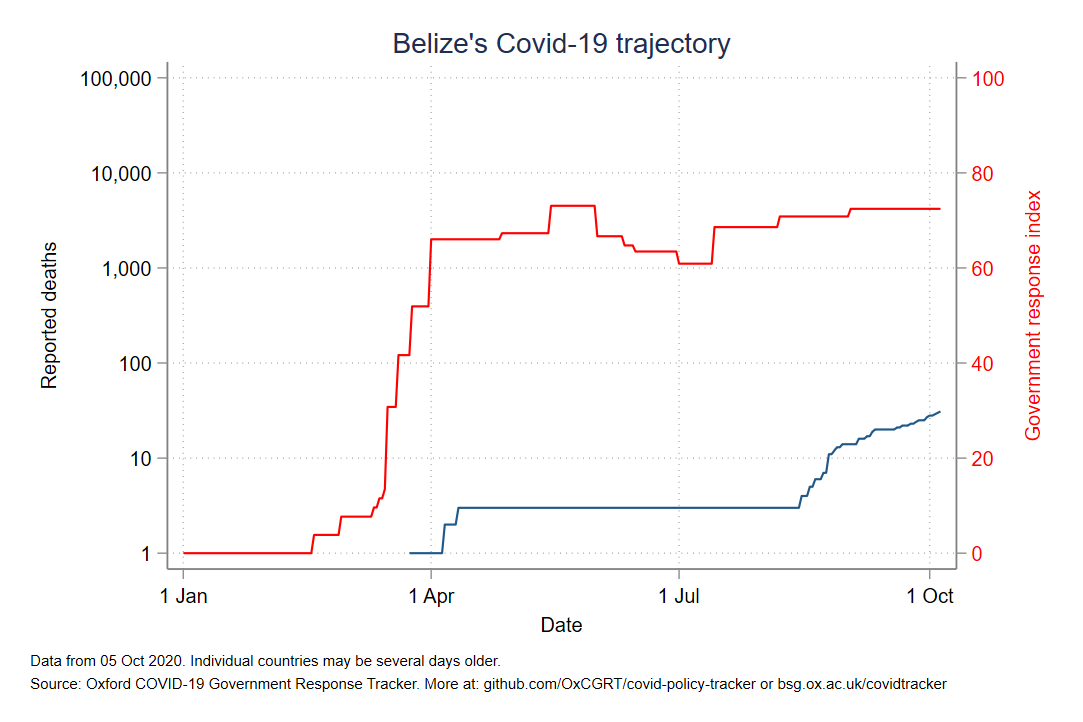 Belize's Covid-19 trajectory
100,000
10,000
1,000
100
10
1
Reported deaths
100
80
60
40
20
0
Government response index
1 Jan
1 Apr
1 Jul
1 Oct
Date
Data from 05 Oct 2020. Individual countries may be several days older.
Source: Oxford COVID-19 Government Response Tracker. More at: github.com/OxCGRT/covid-policy-tracker or bsg.ox.ac.uk/covidtracker